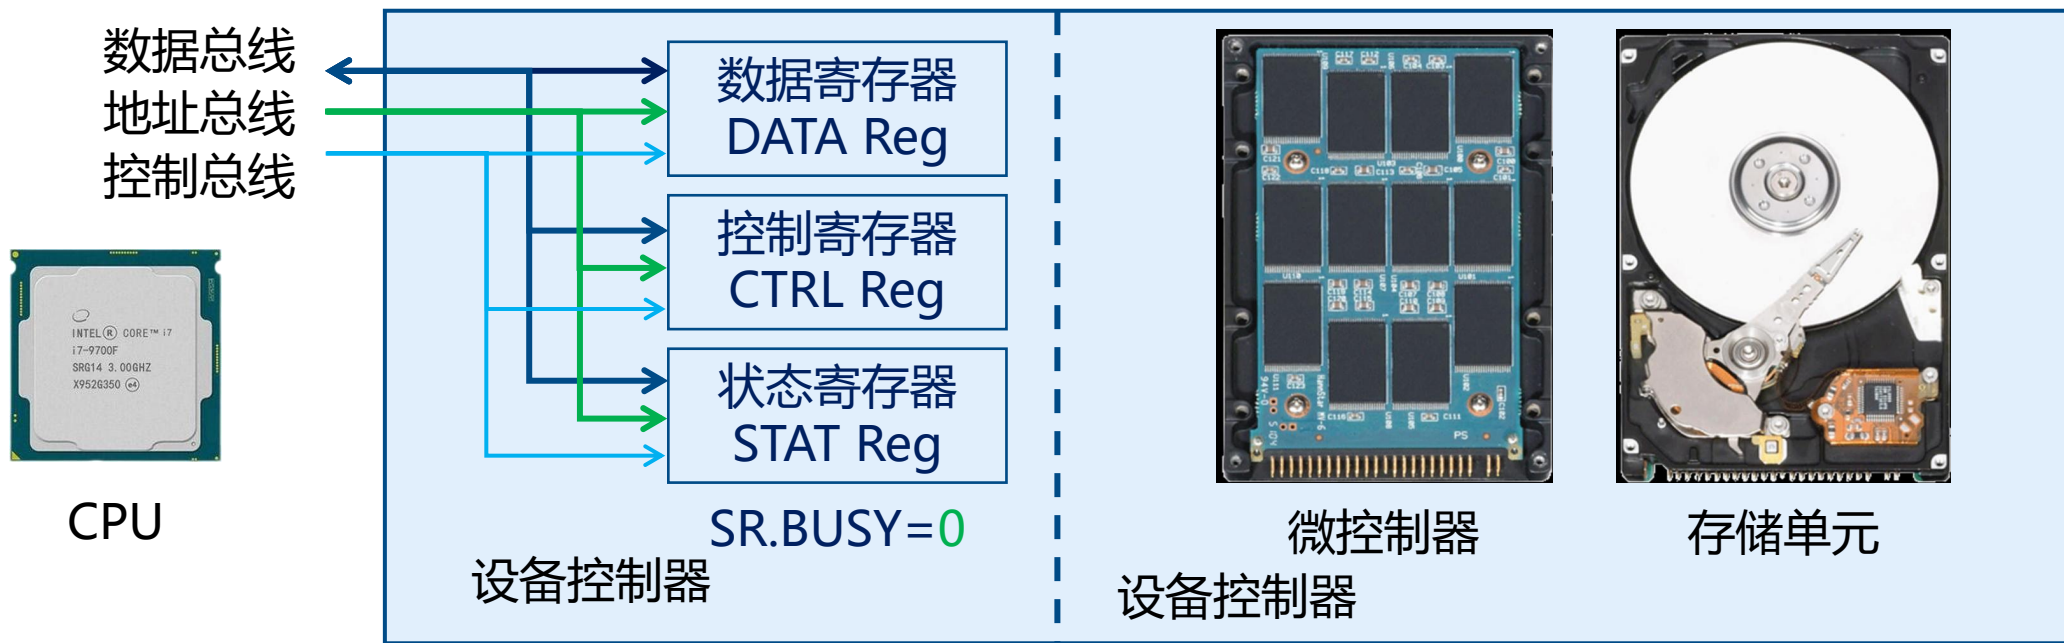 数据总线
地址总线
控制总线
数据寄存器
DATA Reg
控制寄存器
CTRL Reg
状态寄存器
STAT Reg
SR.BUSY=0
设备控制器
INTEL® CORE™ i7
i7-9700F
SRG14 3.00GHZ
X952G350 e4
CPU
微控制器
存储单元
设备控制器